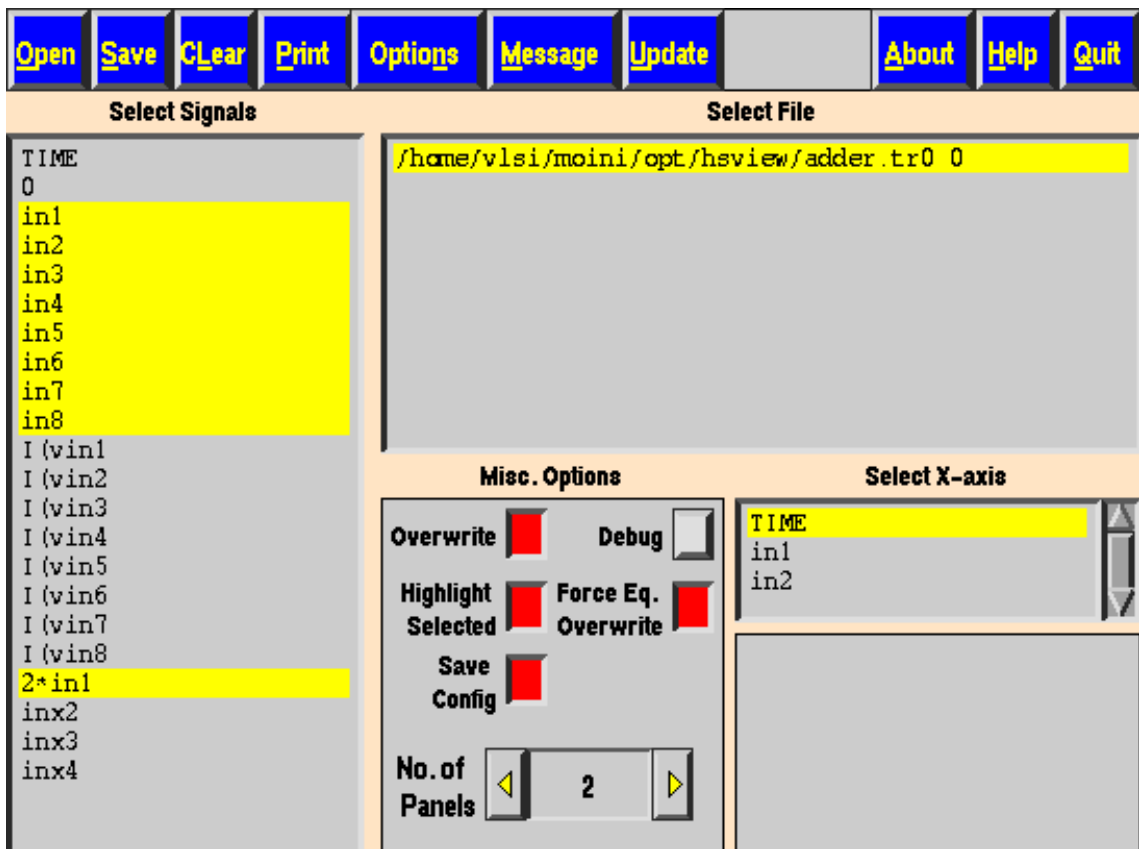 Open Save CLear Print Options Message Update About Help Quit
Select Signals
TIME
0
in1
in2
in3
in4
in5
in6
in7
in8
I (vin1
I (vin2
I (vin3
I (vin4
I (vin5
I (vin6
I (vin7
I (vin8
2*in1
inx2
inx3
inx4
Select File
/home/vlsi/moini/opt/hsview/adder.tr0 0
Misc. Options
Overwrite Debug
Highlight Selected
Force Eq. Overwrite
Save Config
No. of Panels 2
Select X-axis
TIME
in1
in2